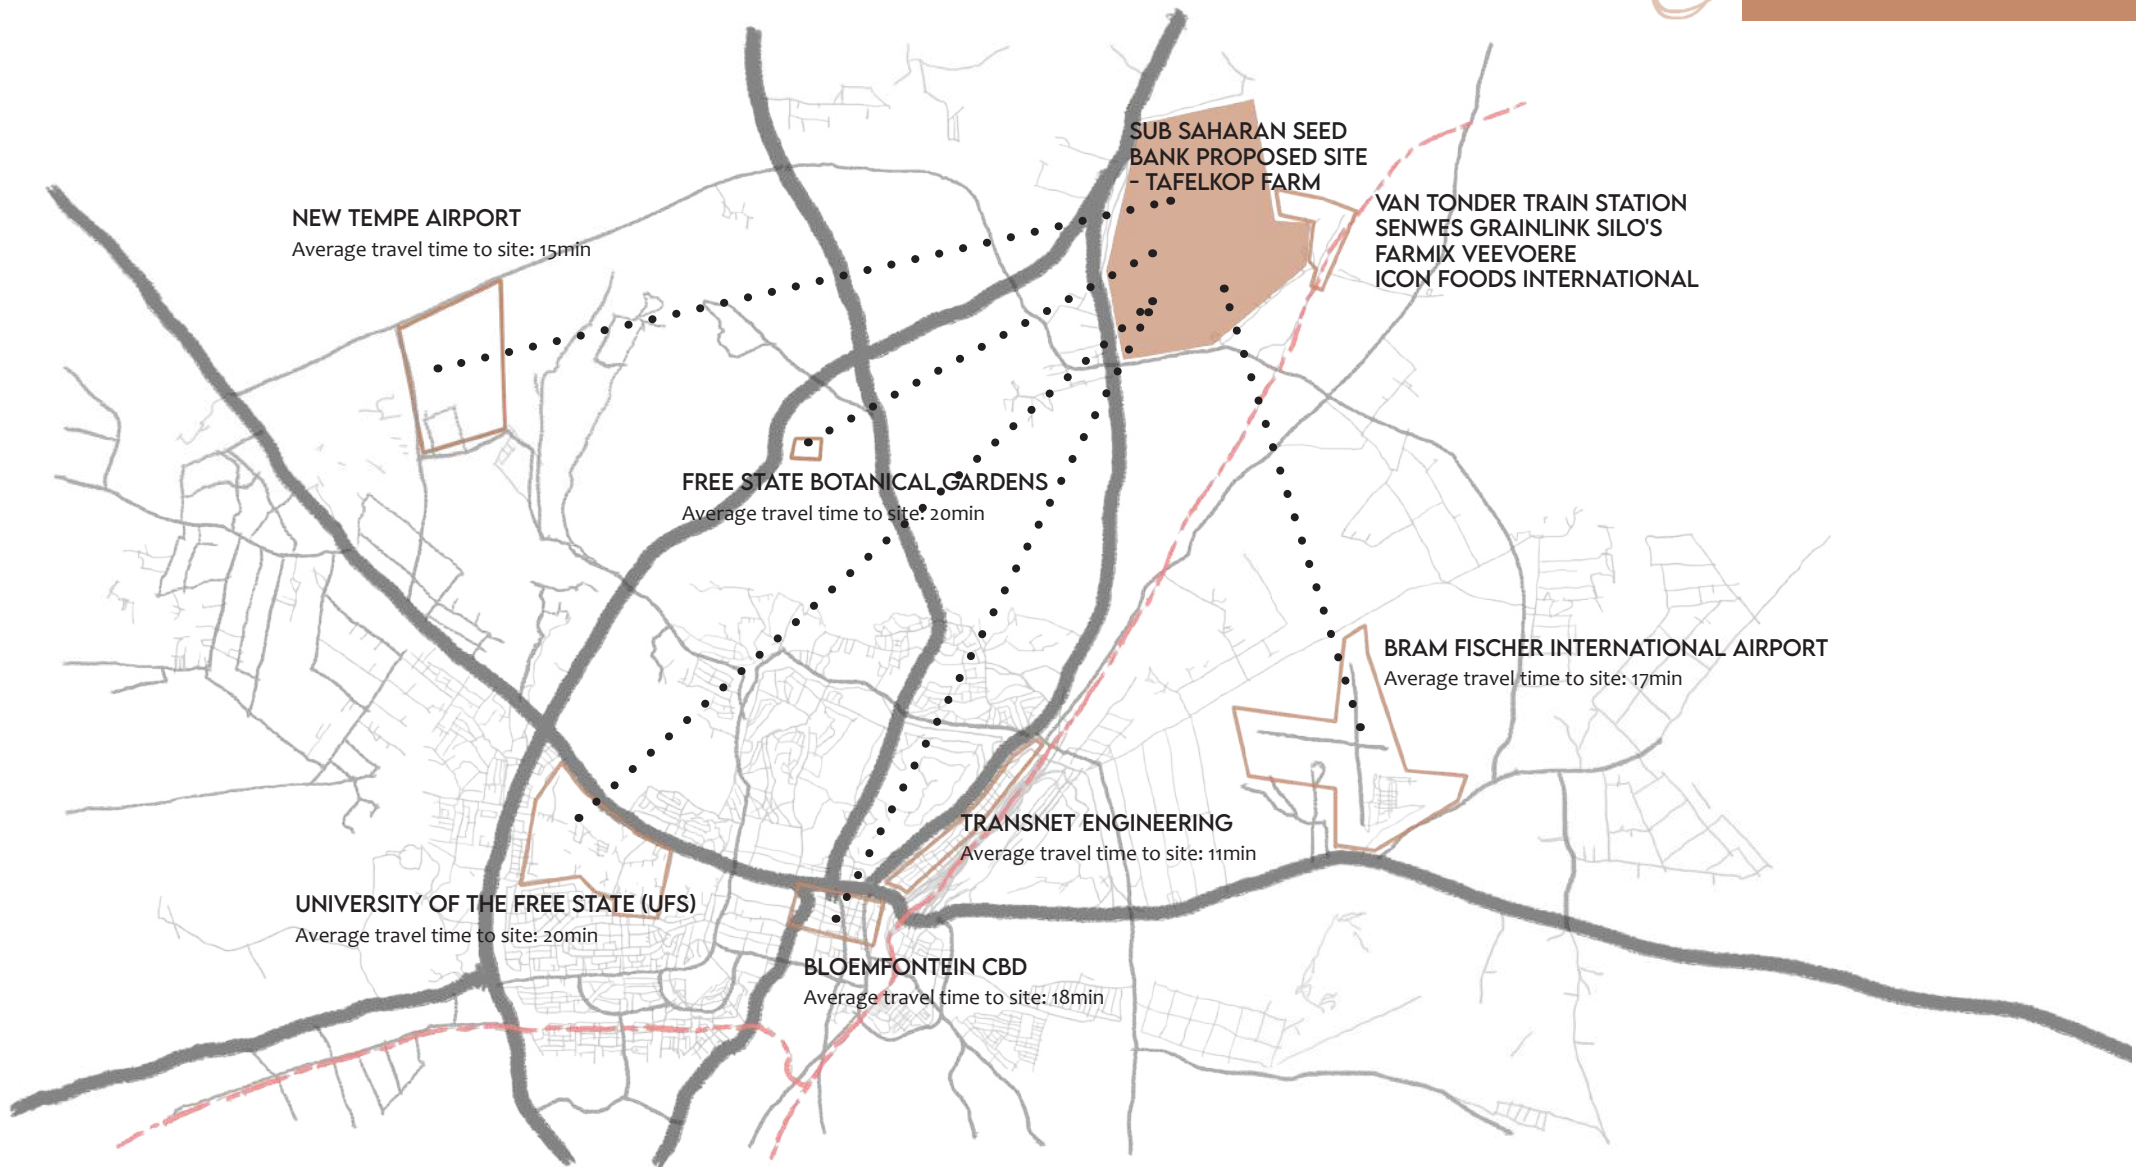 SUB SAHARAN SEED
BANK PROPOSED SITE
- TAFELKOP FARM
VAN TONDER TRAIN STATION
SENWES GRAINLINK SILO'S
FARMIX VEEVOERE
ICON FOODS INTERNATIONAL
NEW TEMPE AIRPORT
Average travel time to site: 15min
FREE STATE BOTANICAL GARDENS
Average travel time to site: 20min
BRAM FISCHER INTERNATIONAL AIRPORT
Average travel time to site: 17min
TRANSNET ENGINEERING
Average travel time to site: 11min
UNIVERSITY OF THE FREE STATE (UFS)
Average travel time to site: 20min
BLOEMFONTEIN CBD
Average travel time to site: 18min